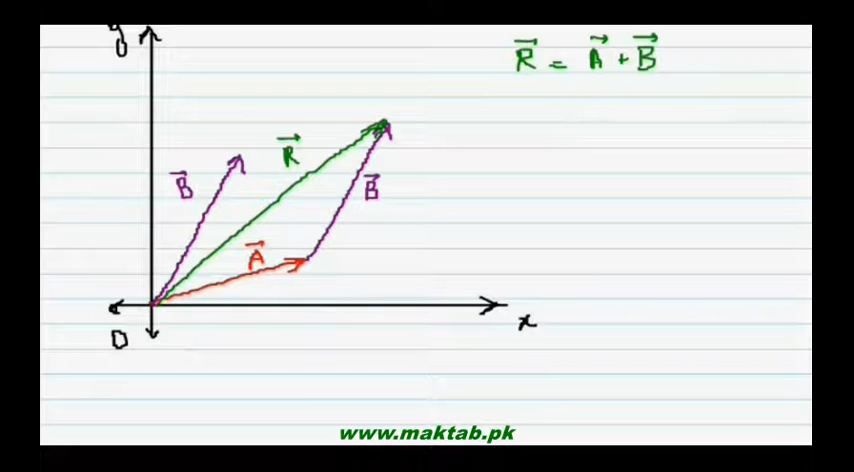 y
R⃗ = A⃗ + B⃗
R⃗
B⃗
B⃗
A⃗
x
O
www.maktab.pk